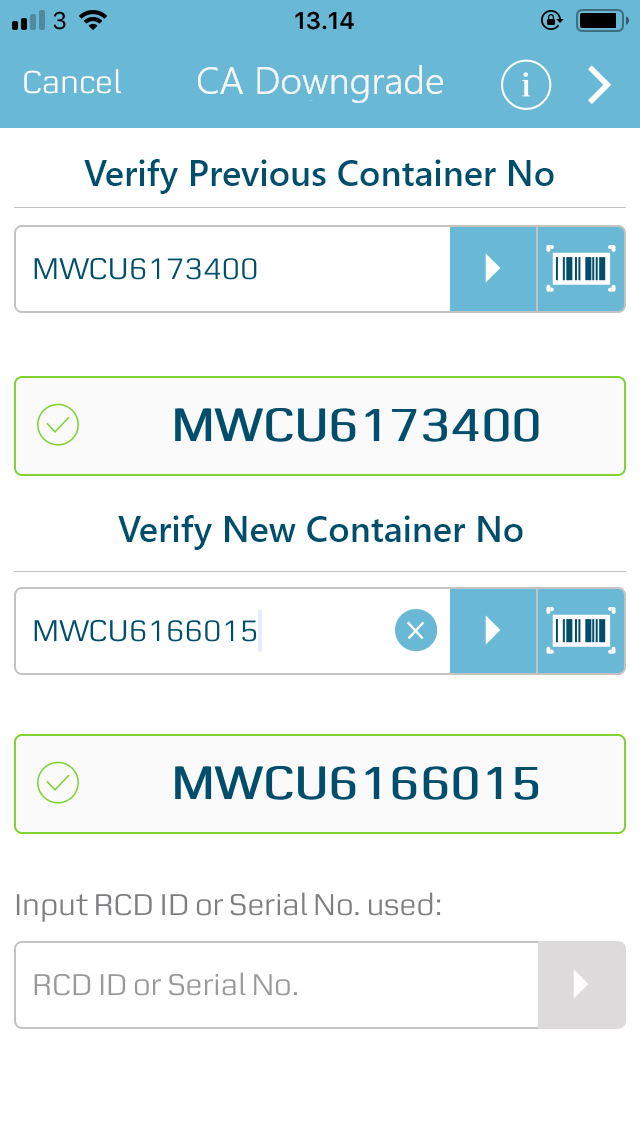 3 13.14
Cancel CA Downgrade i
Verify Previous Container No
MWCU6173400
MWCU6173400
Verify New Container No
MWCU6166015
MWCU6166015
Input RCD ID or Serial No. used:
RCD ID or Serial No.